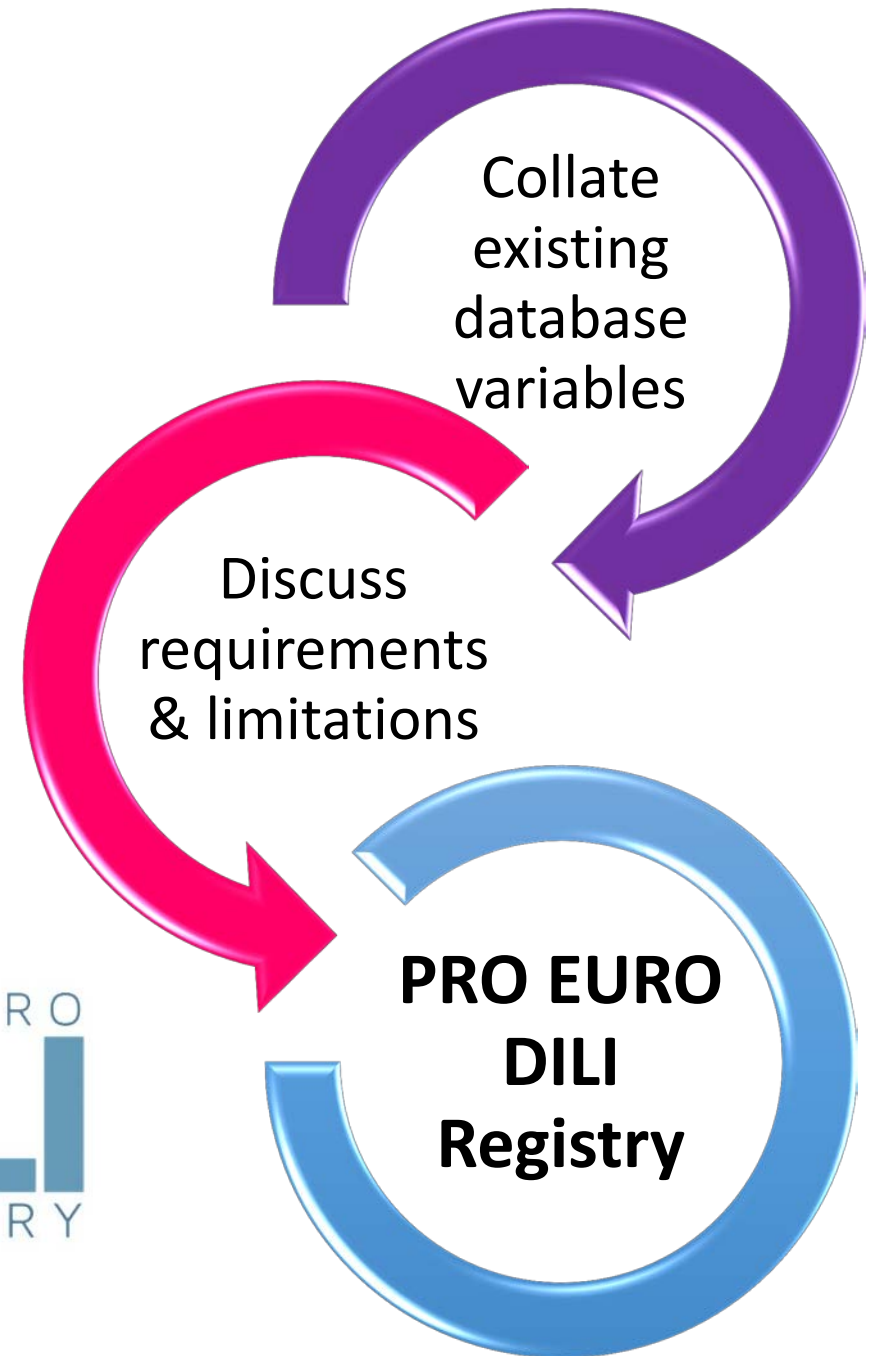 Collate
existing
database
variables
Discuss
requirements
& limitations
PRO EURO
DILI
Registry
R O
R Y